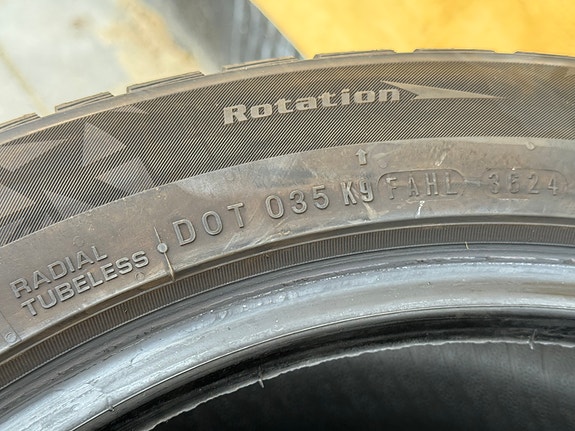 Rotation
DOT 035 K9 FAHL 3624
RADIAL
TUBELESS